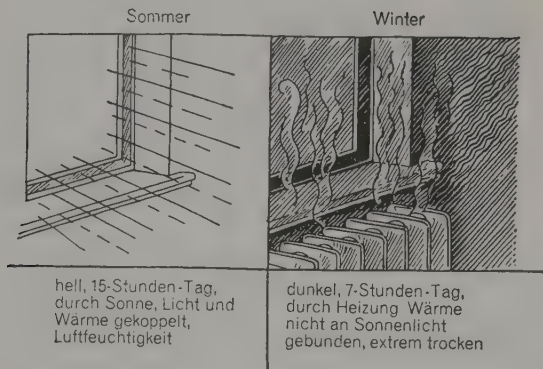 Sommer
Winter
hell, 15-Stunden-Tag,
durch Sonne, Licht und
Wärme gekoppelt,
Luftfeuchtigkeit
dunkel, 7-Stunden-Tag,
durch Heizung Wärme
nicht an Sonnenlicht
gebunden, extrem trocken